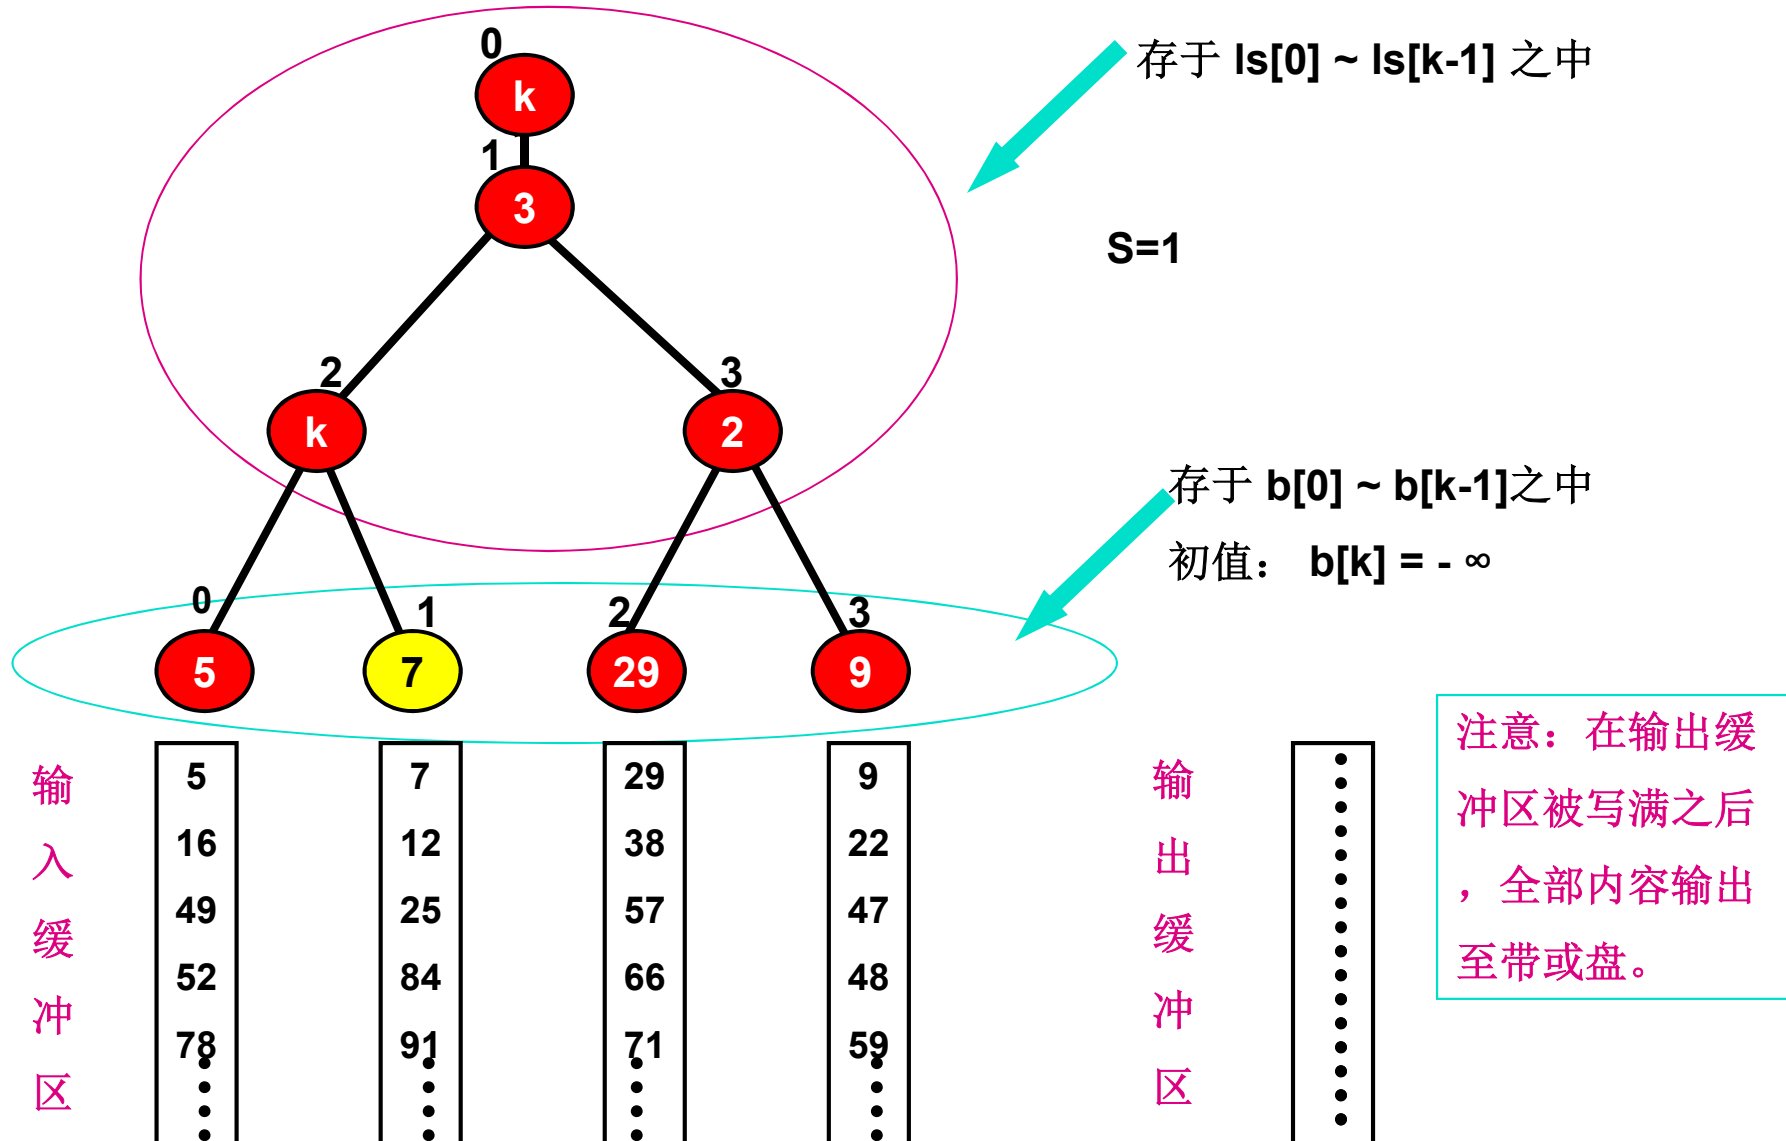 0
k
存于 ls[0] ~ ls[k-1] 之中
1
3
S=1
2
3
k
2
存于 b[0] ~ b[k-1]之中
初值： b[k] = - ∞
0
1
2
3
5
7
29
9
输入缓冲区
5
16
49
52
78
7
12
25
84
91
29
38
57
66
71
9
22
47
48
59
输出缓冲区
注意：在输出缓
冲区被写满之后
，全部内容输出
至带或盘。